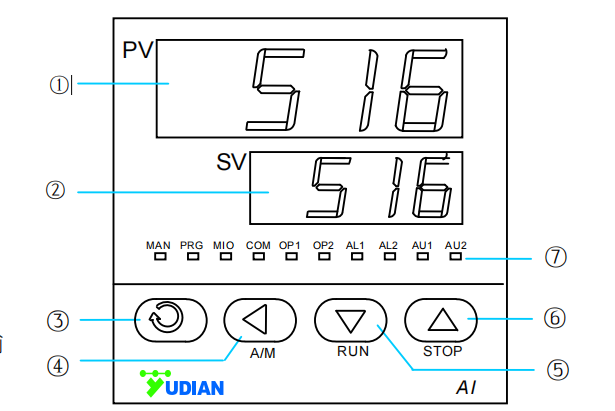 PV
516
①
SV
516
②
MAN PRG MIO COM OP1 OP2 AL1 AL2 AU1 AU2
⑦
③
⑥
④
A/M
RUN
STOP
⑤
YUDIAN
AI